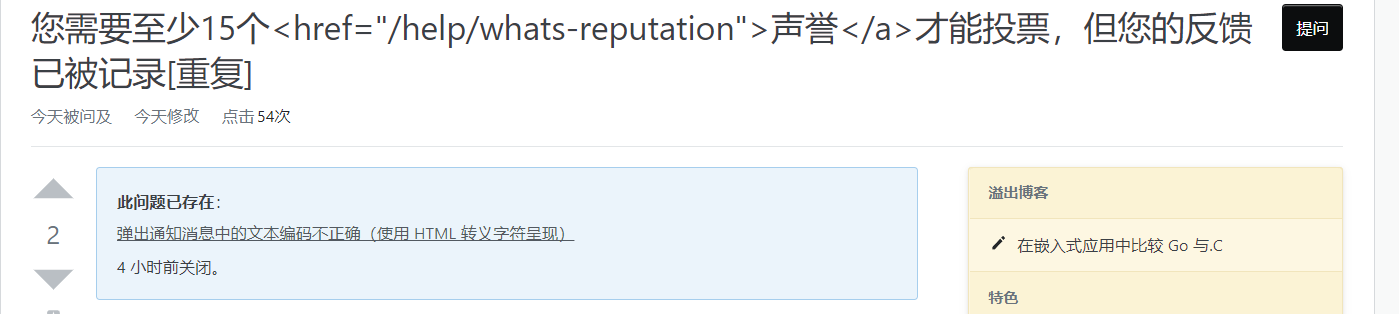 您需要至少15个<href="/help/whats-reputation">声誉</a>才能投票，但您的反馈
已被记录[重复]
提问
今天被问及 今天修改 点击 54次
2
此问题已存在：
弹出通知消息中的文本编码不正确（使用 HTML 转义字符呈现）
4 小时前关闭。
溢出博客
在嵌入式应用中比较 Go 与.C
特色